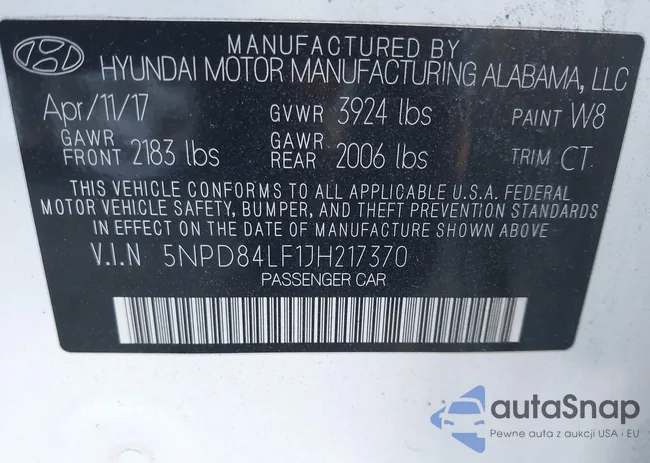 MANUFACTURED BY
HYUNDAI MOTOR MANUFACTURING ALABAMA, LLC
Apr/11/17 GVWR 3924 lbs PAINT W8
GAWR FRONT 2183 lbs GAWR REAR 2006 lbs TRIM CT
THIS VEHICLE CONFORMS TO ALL APPLICABLE U.S.A. FEDERAL
MOTOR VEHICLE SAFETY, BUMPER, AND THEFT PREVENTION STANDARDS
IN EFFECT ON THE DATE OF MANUFACTURE SHOWN ABOVE.
V.I.N 5NPD84LF1JH217370
PASSENGER CAR
autaSnap
Pewne auta z aukcji USA i EU